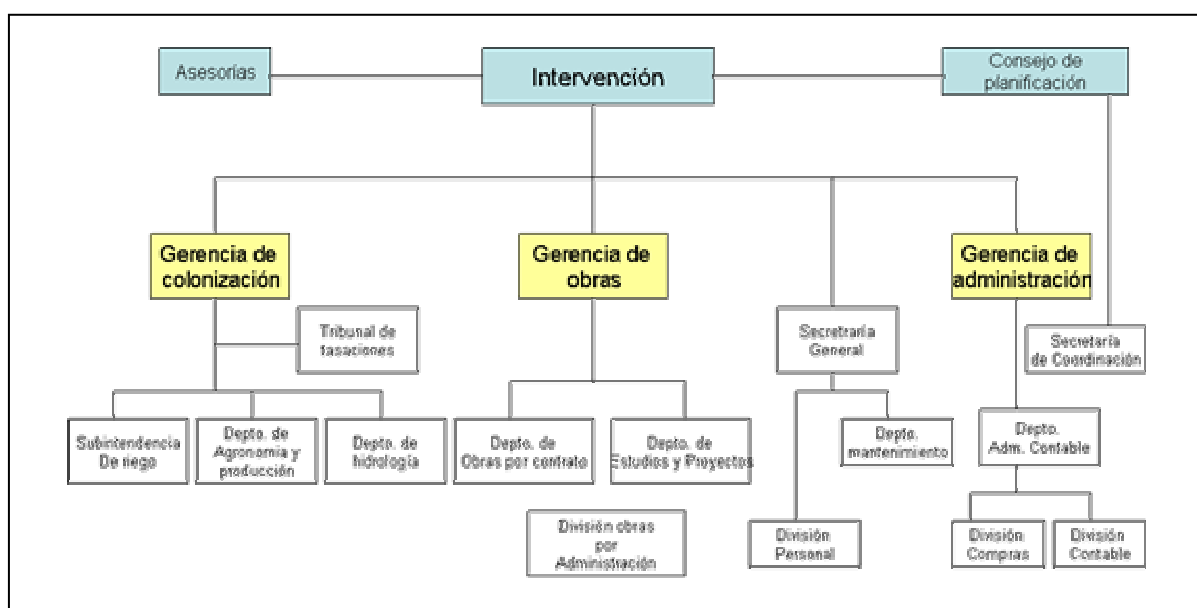 Asesorías
Intervención
Consejo de
planificación
Gerencia de
colonización
Gerencia de
obras
Gerencia de
administración
Tribunal de
tasaciones
Secretraría
General
Secretaría
de Coordinación
Subintendencia
De riego
Depto. de
Agronomía y
producción
Depto. de
hidrología
Depto. de
Obras por contrato
Depto. de
Estudios y Proyectos
Depto.
mantenimiento
Depto.
Adm. Contable
División obras
por
Administración
División
Personal
División
Compras
División
Contable